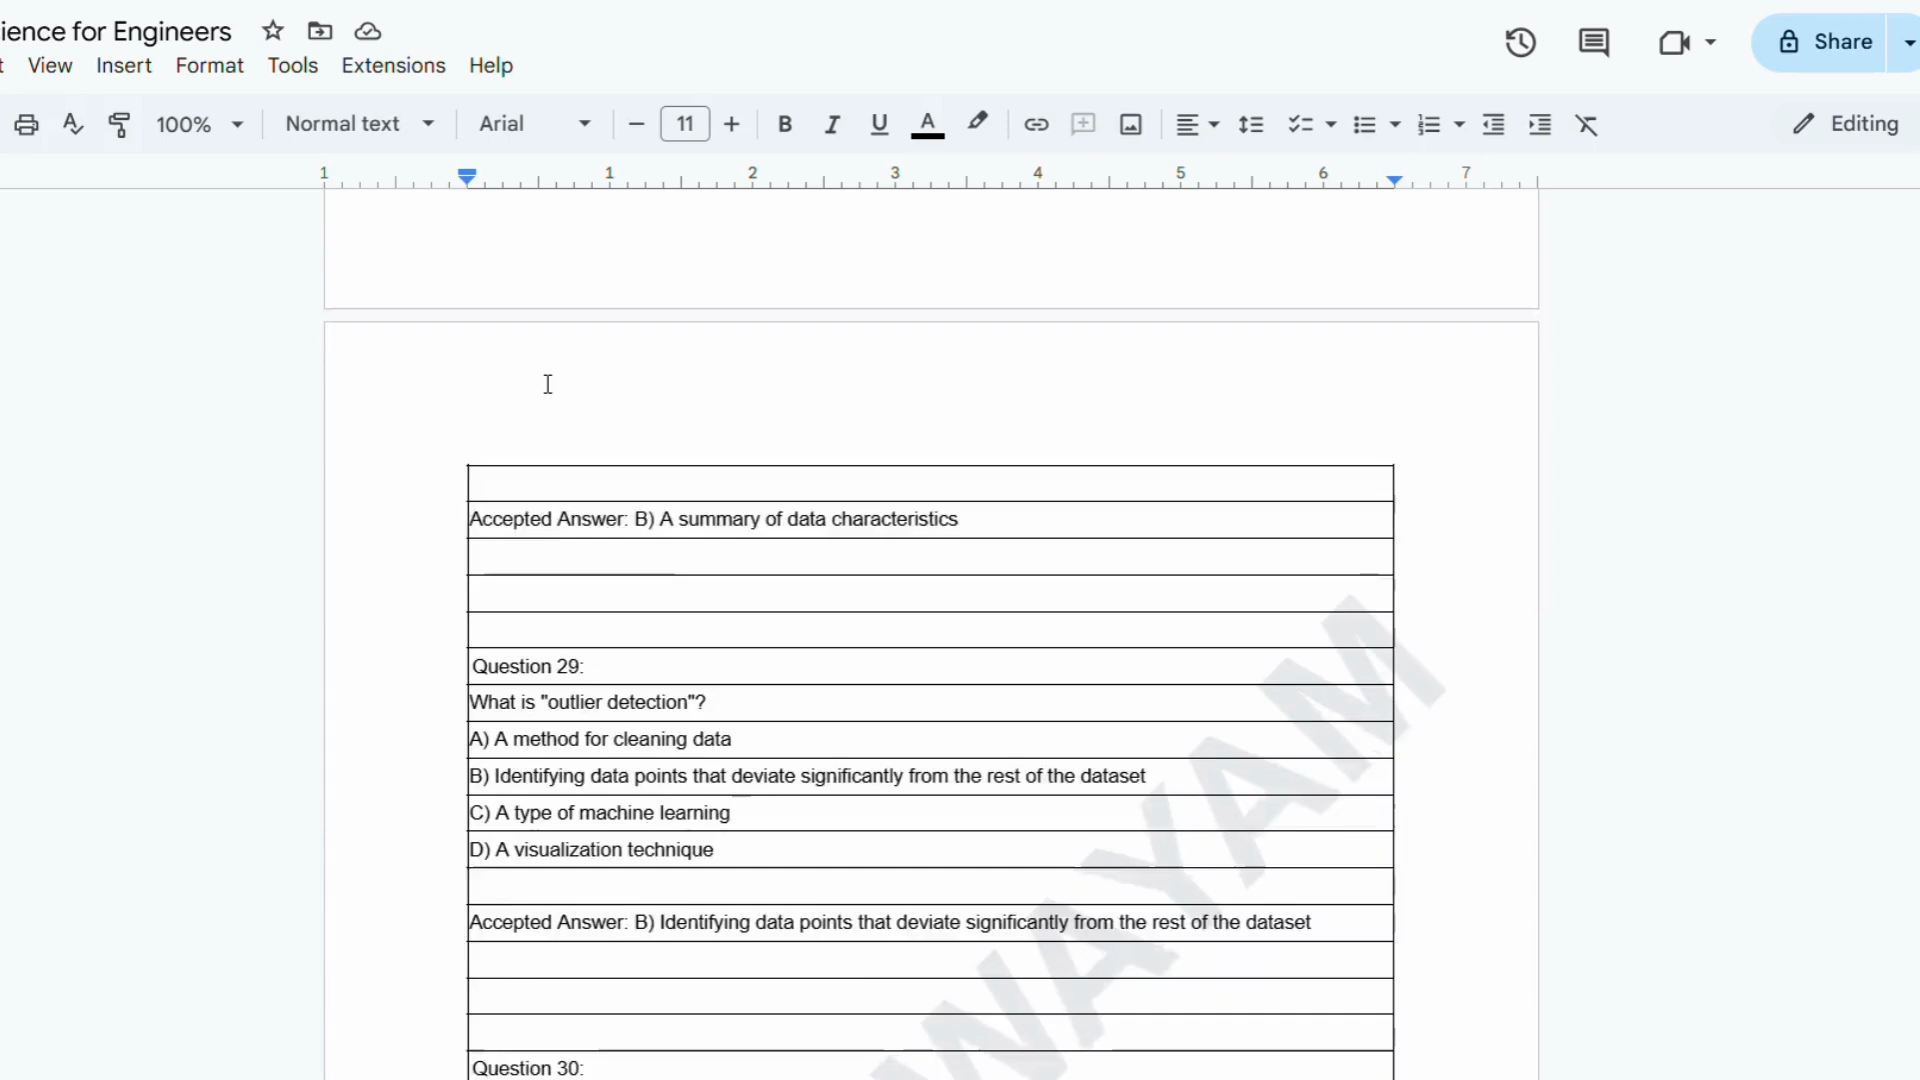 ience for Engineers
View Insert Format Tools Extensions Help
Share
100% Normal text Arial 11 Editing
1 1 2 3 4 5 6 7
Accepted Answer: B) A summary of data characteristics
Question 29:
What is "outlier detection"?
A) A method for cleaning data
B) Identifying data points that deviate significantly from the rest of the dataset
C) A type of machine learning
D) A visualization technique
Accepted Answer: B) Identifying data points that deviate significantly from the rest of the dataset
Question 30:
WAYAM